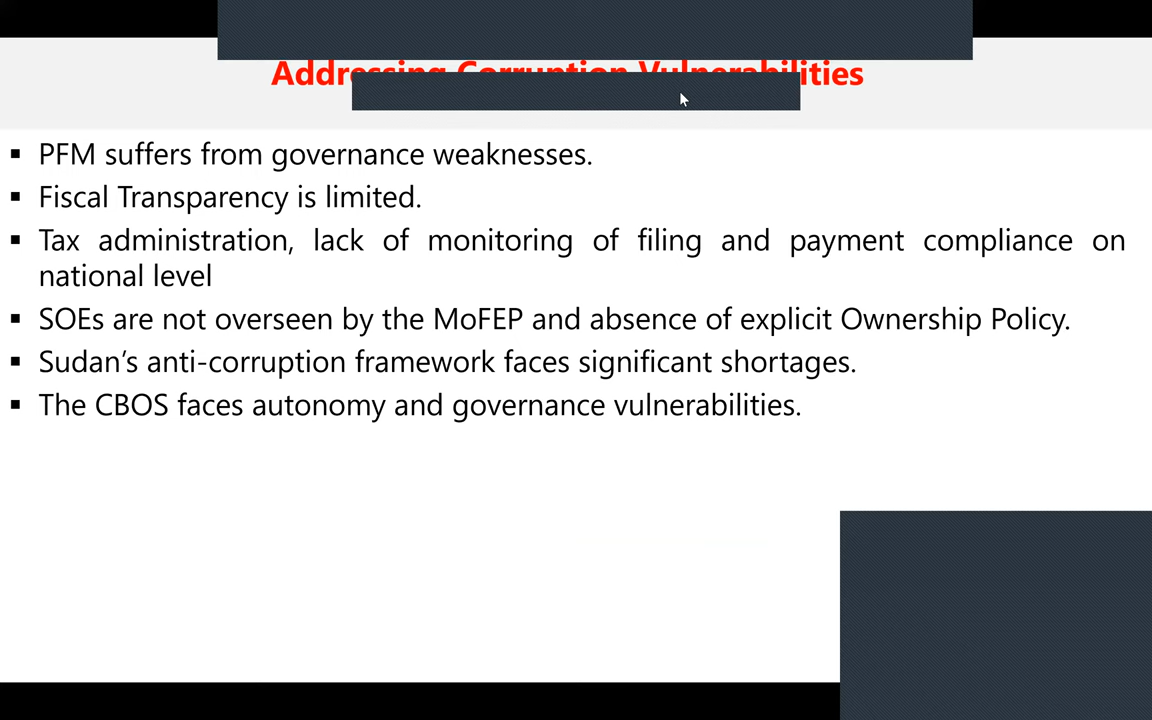 Addressing Corruption Vulnerabilities
▪ PFM suffers from governance weaknesses.
▪ Fiscal Transparency is limited.
▪ Tax administration, lack of monitoring of filing and payment compliance on
national level
▪ SOEs are not overseen by the MoFEP and absence of explicit Ownership Policy.
▪ Sudan’s anti-corruption framework faces significant shortages.
▪ The CBOS faces autonomy and governance vulnerabilities.